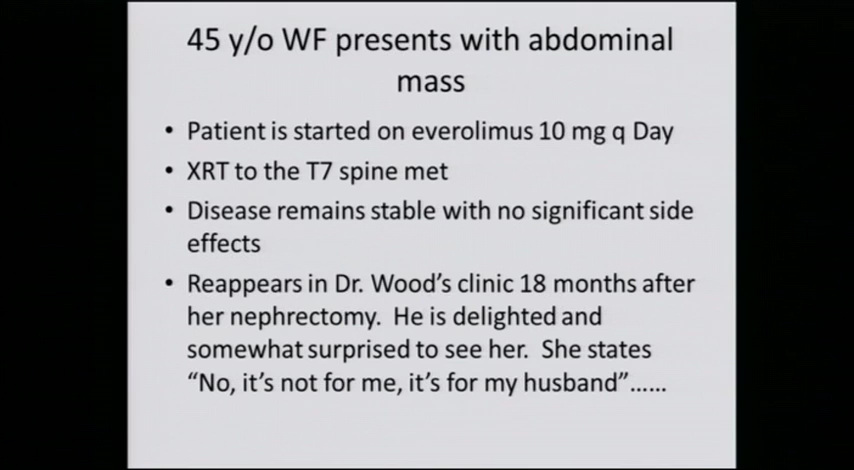 45 y/o WF presents with abdominal
mass
• Patient is started on everolimus 10 mg q Day
• XRT to the T7 spine met
• Disease remains stable with no significant side
effects
• Reappears in Dr. Wood's clinic 18 months after
her nephrectomy.  He is delighted and
somewhat surprised to see her.  She states
“No, it's not for me, it's for my husband”......